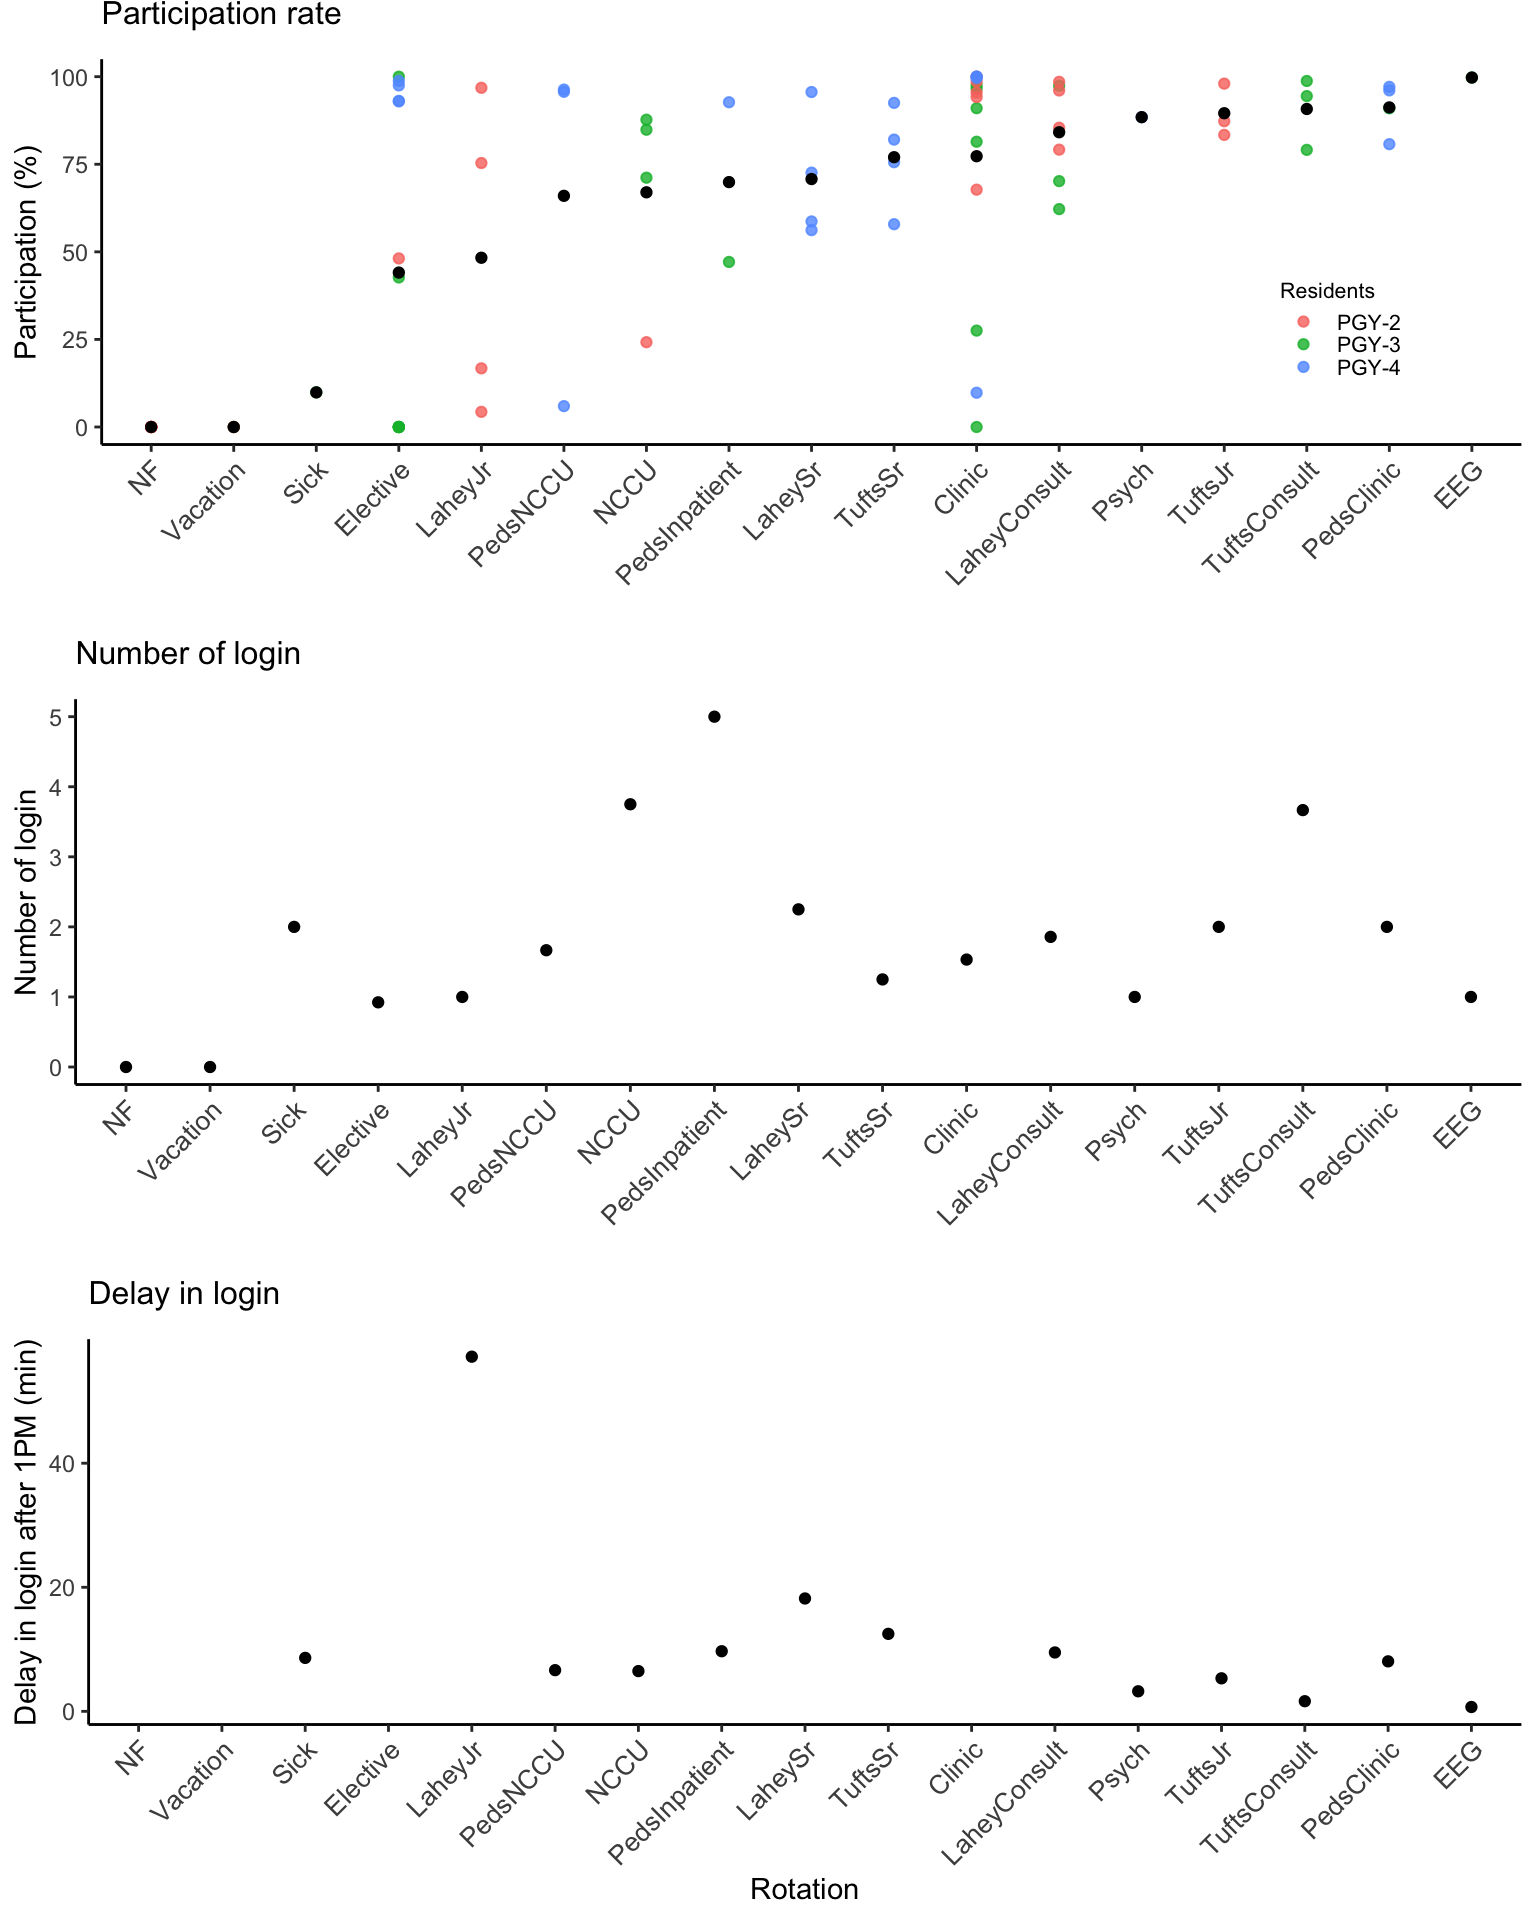 Participation rate
Participation (%)
100
75
50
25
0
Residents
PGY-2
PGY-3
PGY-4
NF
Vacation
Sick
Elective
LaheyJr
PedsNCCU
NCCU
PedsInpatient
LaheySr
TuftsSr
Clinic
LaheyConsult
Psych
TuftsJr
TuftsConsult
PedsClinic
EEG
Number of login
Number of login
5
4
3
2
1
0
NF
Vacation
Sick
Elective
LaheyJr
PedsNCCU
NCCU
PedsInpatient
LaheySr
TuftsSr
Clinic
LaheyConsult
Psych
TuftsJr
TuftsConsult
PedsClinic
EEG
Delay in login
Delay in login after 1PM (min)
40
20
0
NF
Vacation
Sick
Elective
LaheyJr
PedsNCCU
NCCU
PedsInpatient
LaheySr
TuftsSr
Clinic
LaheyConsult
Psych
TuftsJr
TuftsConsult
PedsClinic
EEG
Rotation